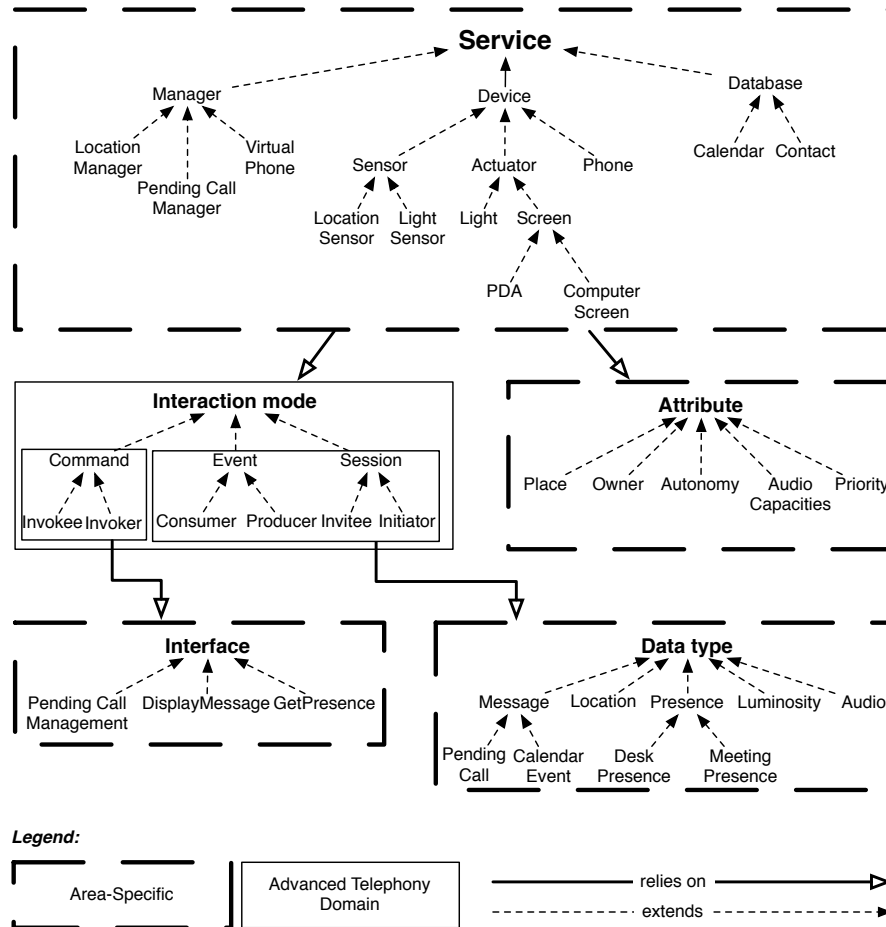 Service
Manager
Device
Database
Location
Manager
Virtual
Phone
Pending Call
Manager
Sensor
Actuator
Phone
Calendar
Contact
Location
Sensor
Light
Sensor
Light
Screen
PDA
Computer
Screen
Interaction mode
Command
Event
Session
Invokee
Invoker
Consumer
Producer
Invitee
Initiator
Attribute
Place
Owner
Autonomy
Audio
Capacities
Priority
Interface
Pending Call
Management
DisplayMessage
GetPresence
Data type
Message
Location
Presence
Luminosity
Audio
Pending
Call
Calendar
Event
Desk
Presence
Meeting
Presence
Legend:
Area-Specific
Advanced Telephony
Domain
relies on
extends